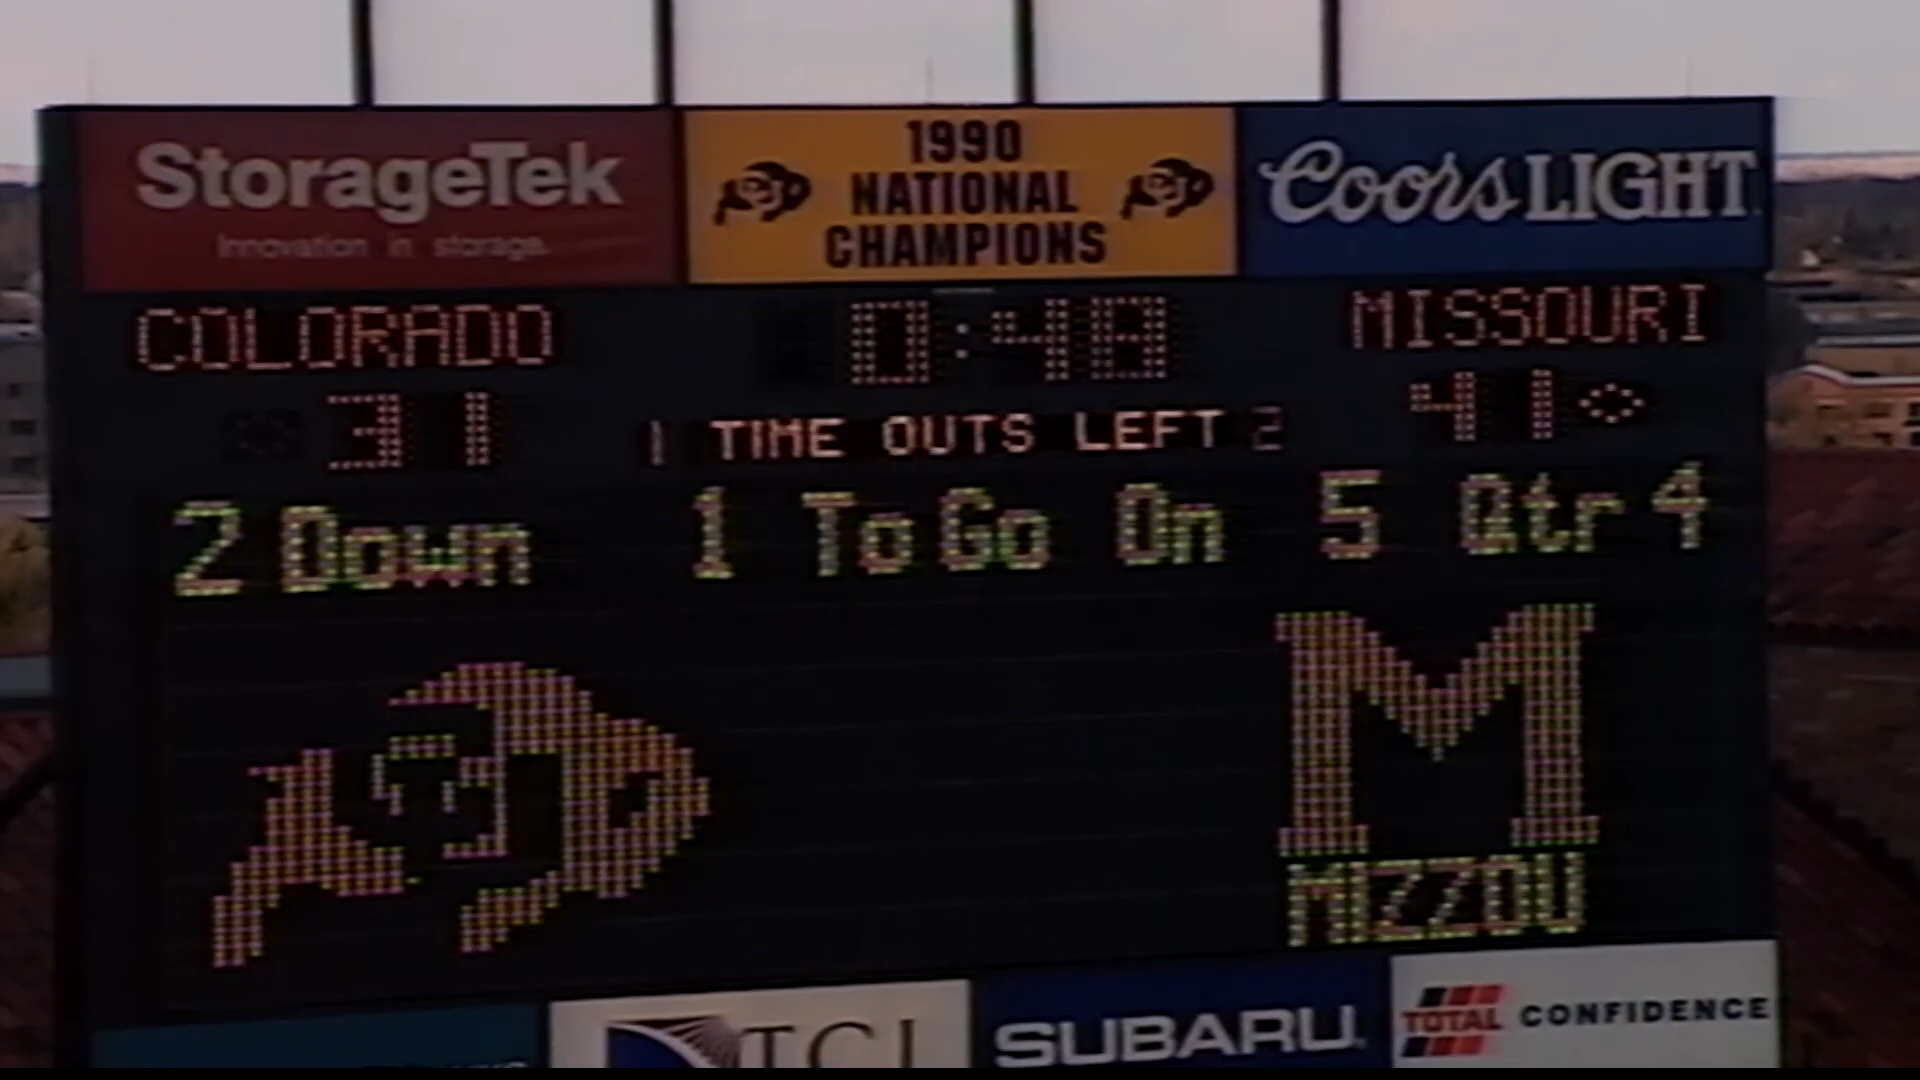 StorageTek
Innovation in storage.
1990
NATIONAL
CHAMPIONS
Coors LIGHT
COLORADO
0:48
MISSOURI
31
1 TIME OUTS LEFT 2
41
2 Down 1 To Go On 5 Qtr 4
MIZZOU
TCI
SUBARU
TOTAL CONFIDENCE